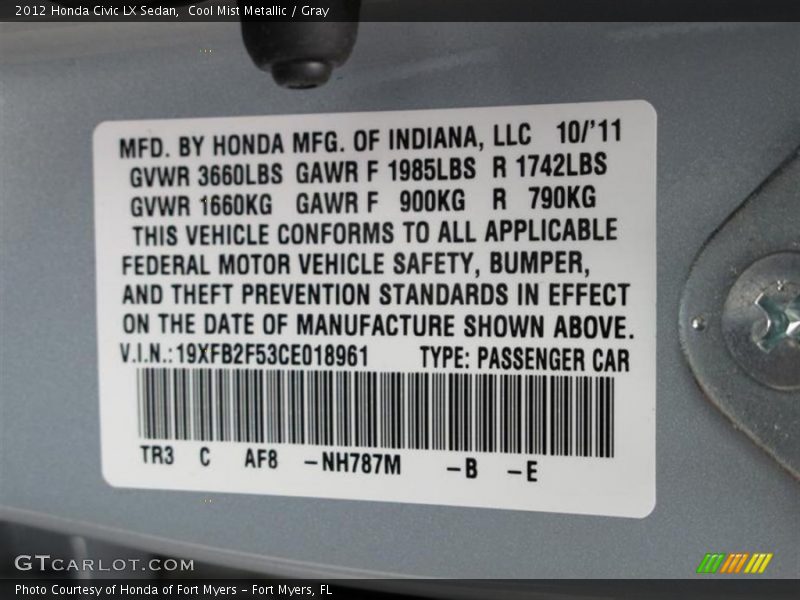 2012 Honda Civic LX Sedan,  Cool Mist Metallic / Gray
MFD. BY HONDA MFG. OF INDIANA, LLC 10/'11
GVWR 3660LBS GAWR F 1985LBS R 1742LBS
GVWR 1660KG GAWR F 900KG R 790KG
THIS VEHICLE CONFORMS TO ALL APPLICABLE
FEDERAL MOTOR VEHICLE SAFETY, BUMPER,
AND THEFT PREVENTION STANDARDS IN EFFECT
ON THE DATE OF MANUFACTURE SHOWN ABOVE.
V.I.N.: 19XFB2F53CE018961 TYPE: PASSENGER CAR
TR3 C AF8 –NH787M –B –E
GTCARLOT.COM
Photo Courtesy of Honda of Fort Myers – Fort Myers, FL